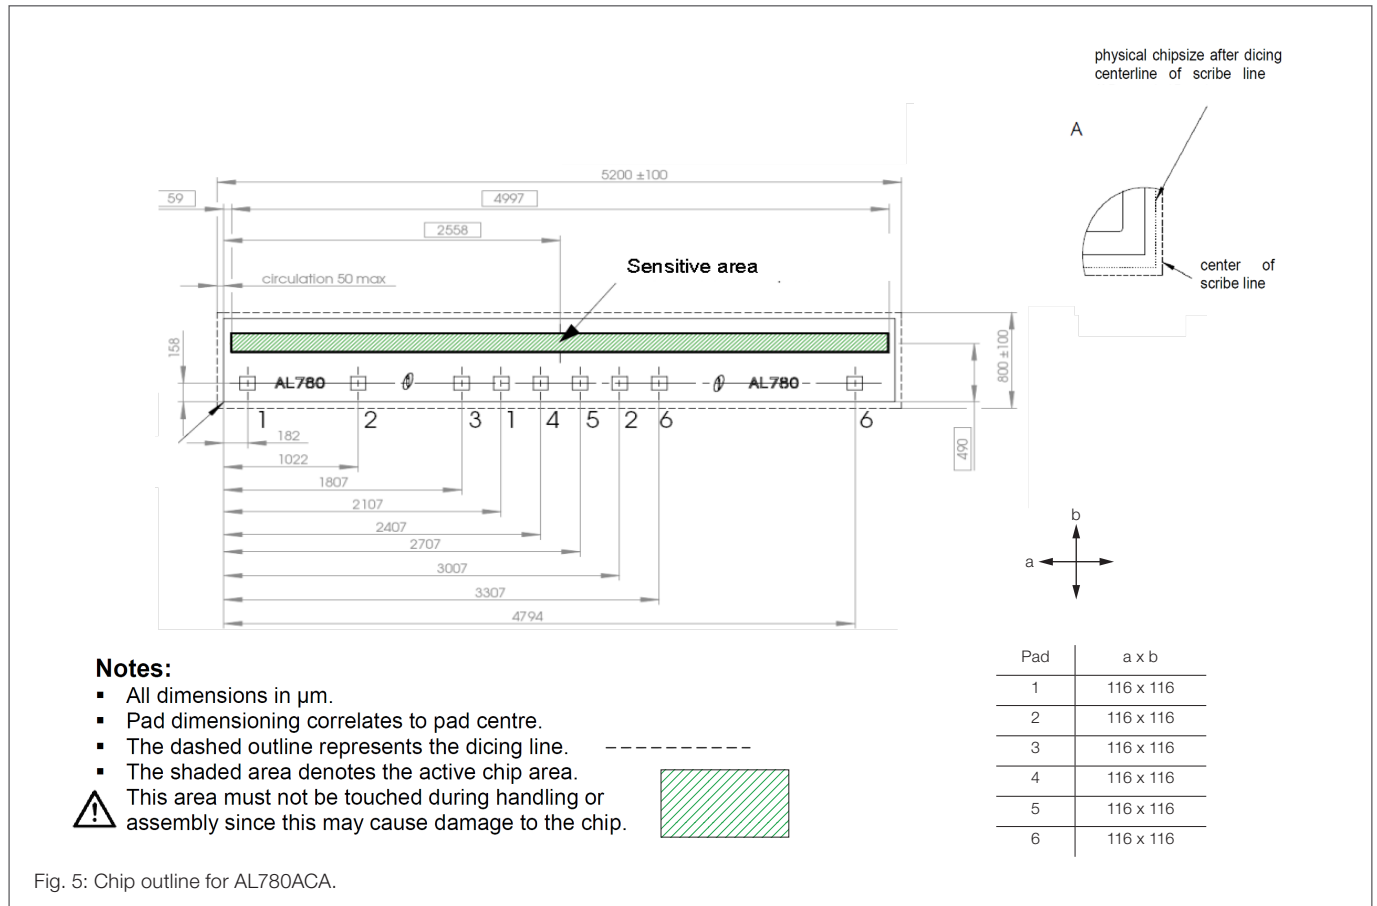 physical chipsize after dicing
centerline of scribe line
A
5200 ±100
59
4997
2558
Sensitive area
circulation 50 max
center of
scribe line
158
800 ±100
AL780
AL780
1 2 3 1 4 5 2 6 6
182
490
1022
1807
2107
2407
2707
3007
3307
4794
b
a
Notes:
▪ All dimensions in µm.
▪ Pad dimensioning correlates to pad centre.
▪ The dashed outline represents the dicing line.
▪ The shaded area denotes the active chip area.
This area must not be touched during handling or
assembly since this may cause damage to the chip.
Pad a x b
1 116 x 116
2 116 x 116
3 116 x 116
4 116 x 116
5 116 x 116
6 116 x 116
Fig. 5: Chip outline for AL780ACA.